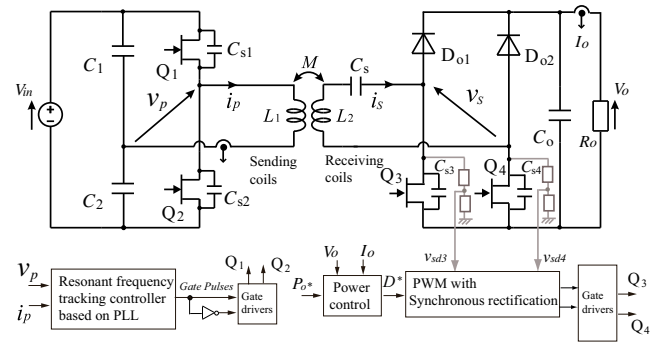 C1
Cs1
Q1
Vin
vp
ip
M
L1
L2
Cs
is
Do1
Do2
vs
Io
Vo
Co
Ro
C2
Q2
Cs2
Sending
coils
Receiving
coils
Q3
Cs3
Q4
Cs4
vsd3
vsd4
vp
ip
Resonant frequency
tracking controller
based on PLL
Gate Pulses
Q1
Q2
Gate
drivers
Vo
Io
Po*
Power
control
D*
PWM with
Synchronous rectification
Gate
drivers
Q3
Q4